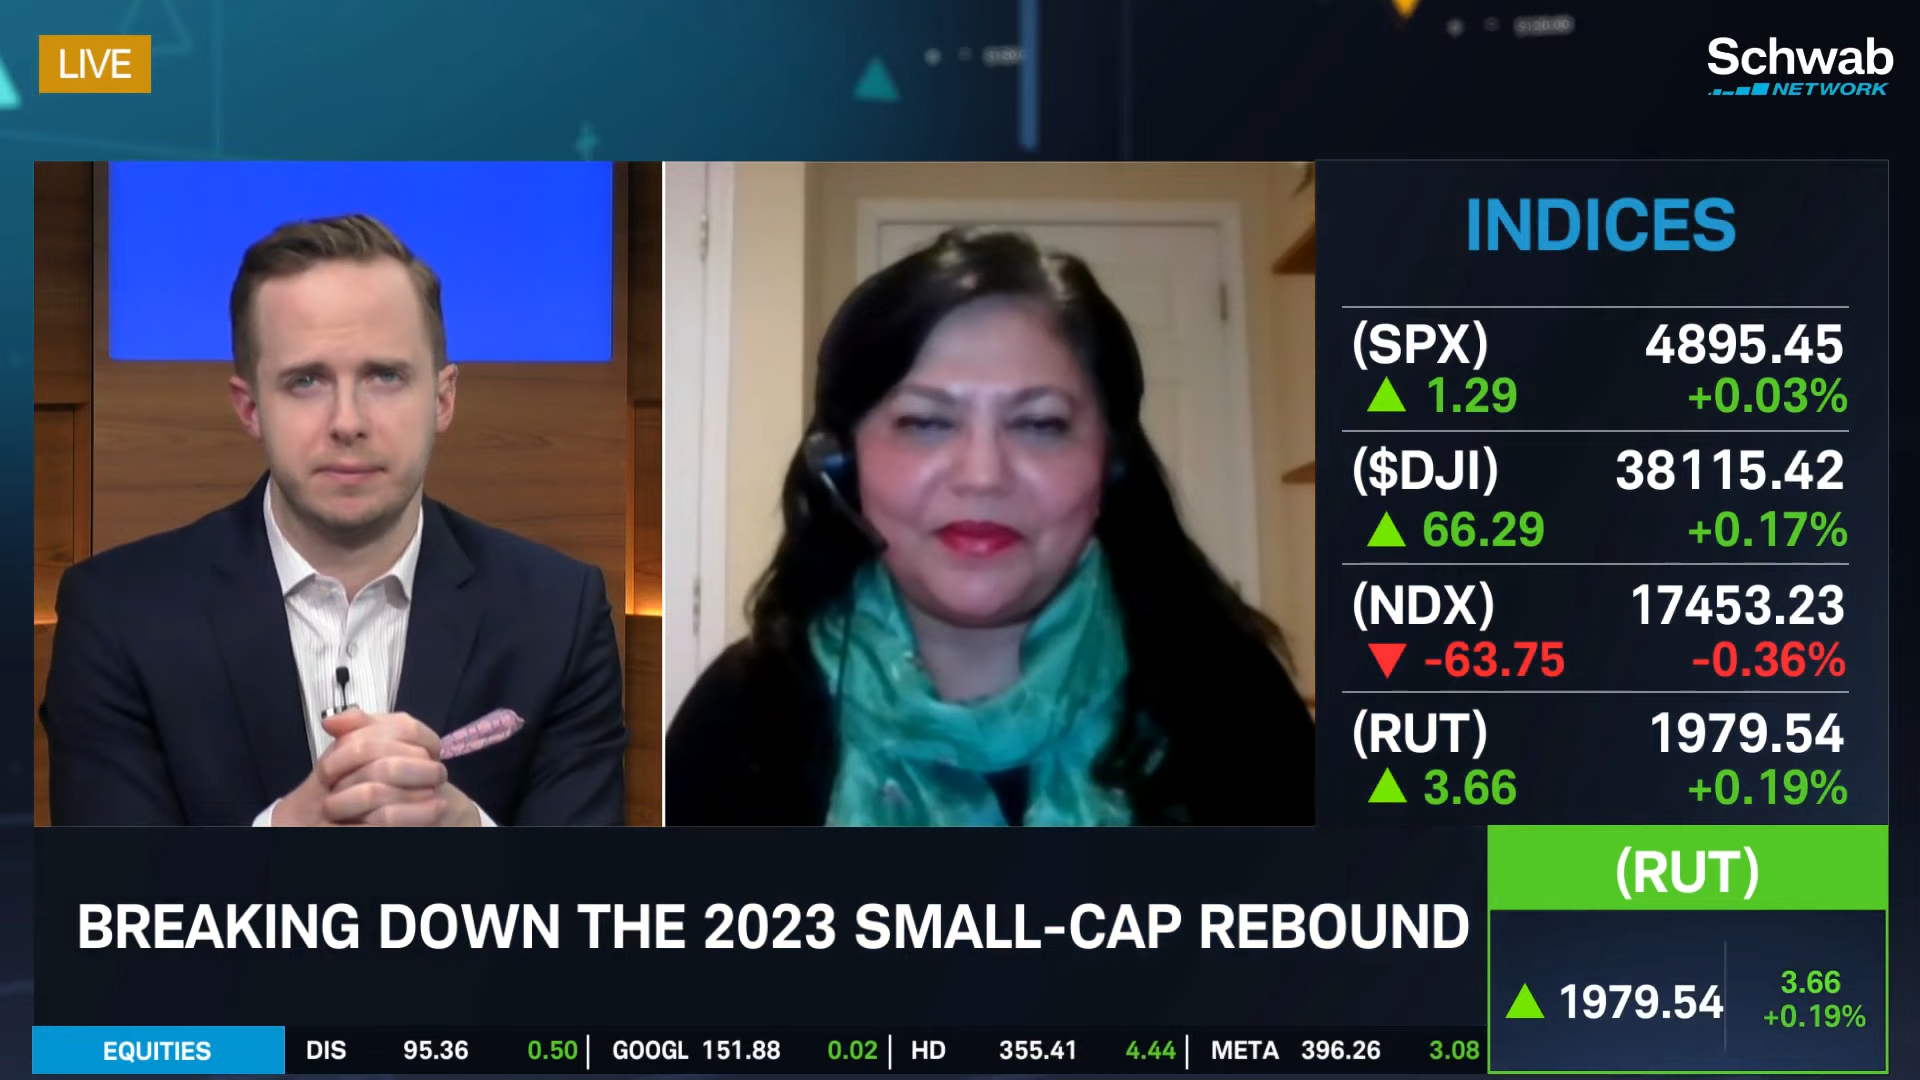 LIVE
Schwab
NETWORK
INDICES
(SPX) 4895.45
1.29 +0.03%
($DJI) 38115.42
66.29 +0.17%
(NDX) 17453.23
-63.75 -0.36%
(RUT) 1979.54
3.66 +0.19%
BREAKING DOWN THE 2023 SMALL-CAP REBOUND
(RUT)
1979.54
3.66
+0.19%
EQUITIES DIS 95.36 0.50 GOOGL 151.88 0.02 HD 355.41 4.44 META 396.26 3.08